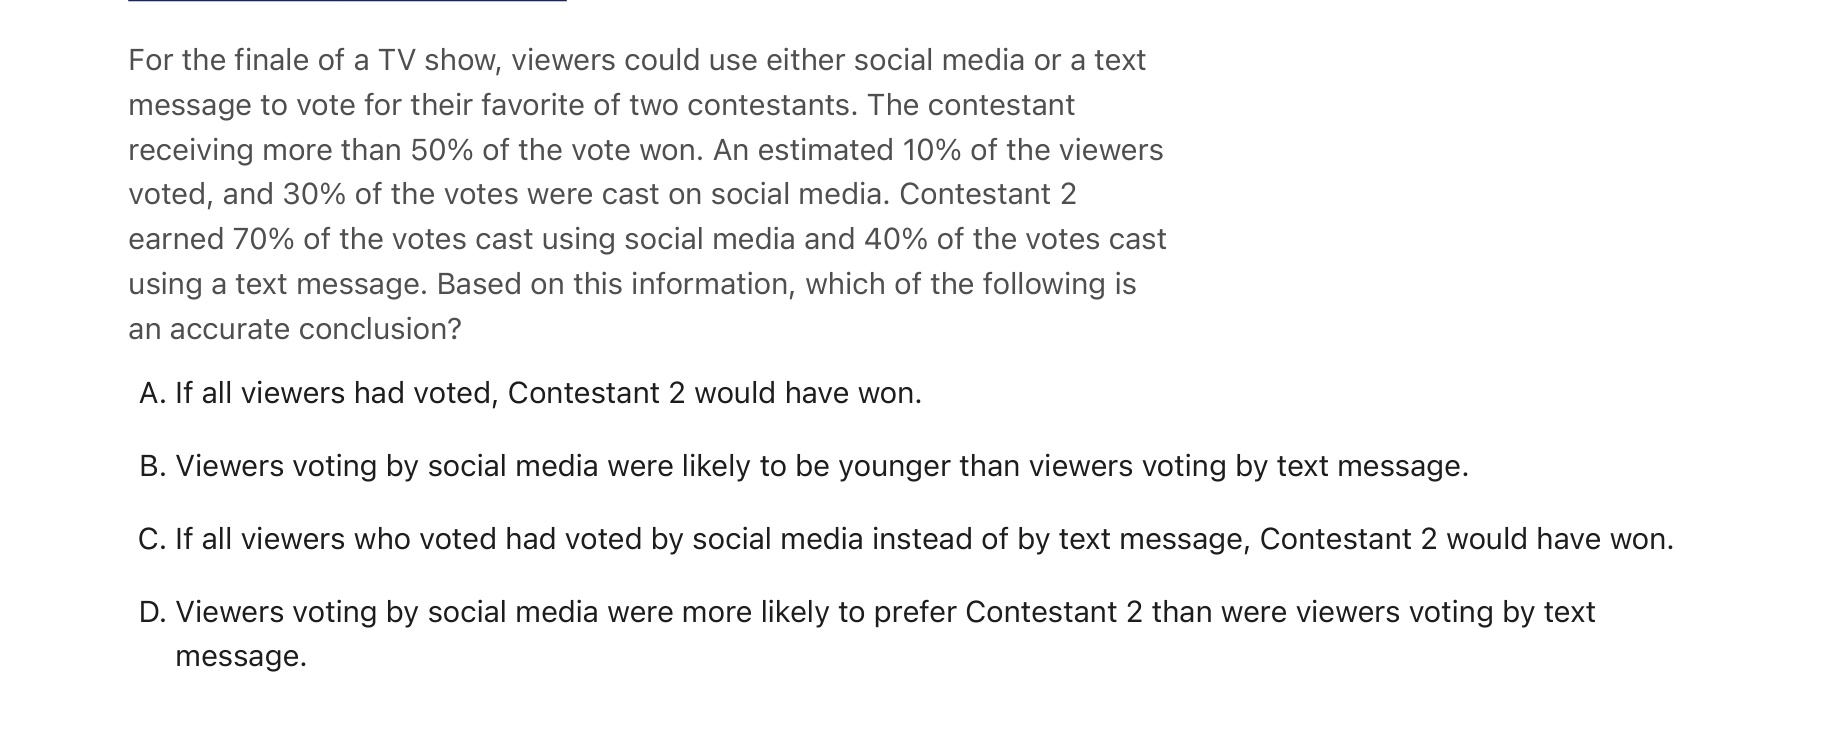 For the finale of a TV show, viewers could use either social media or a text
message to vote for their favorite of two contestants. The contestant
receiving more than 50% of the vote won. An estimated 10% of the viewers
voted, and 30% of the votes were cast on social media. Contestant 2
earned 70% of the votes cast using social media and 40% of the votes cast
using a text message. Based on this information, which of the following is
an accurate conclusion?
A. If all viewers had voted, Contestant 2 would have won.
B. Viewers voting by social media were likely to be younger than viewers voting by text message.
C. If all viewers who voted had voted by social media instead of by text message, Contestant 2 would have won.
D. Viewers voting by social media were more likely to prefer Contestant 2 than were viewers voting by text
message.